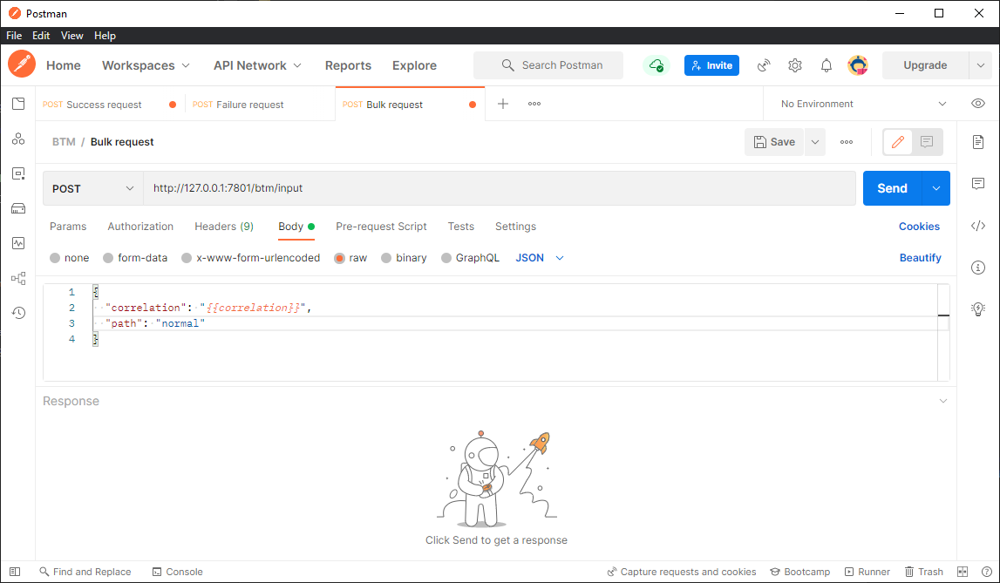 Postman
File Edit View Help
Home Workspaces API Network Reports Explore Search Postman Invite Upgrade
POST Success request POST Failure request POST Bulk request No Environment
BTM / Bulk request Save
POST http://127.0.0.1:7801/btm/input Send
Params Authorization Headers (9) Body Pre-request Script Tests Settings Cookies
none form-data x-www-form-urlencoded raw binary GraphQL JSON Beautify
1 {
2 "correlation": "{{correlation}}",
3 "path": "normal"
4 }
Response
Click Send to get a response
Find and Replace Console Capture requests and cookies Bootcamp Runner Trash